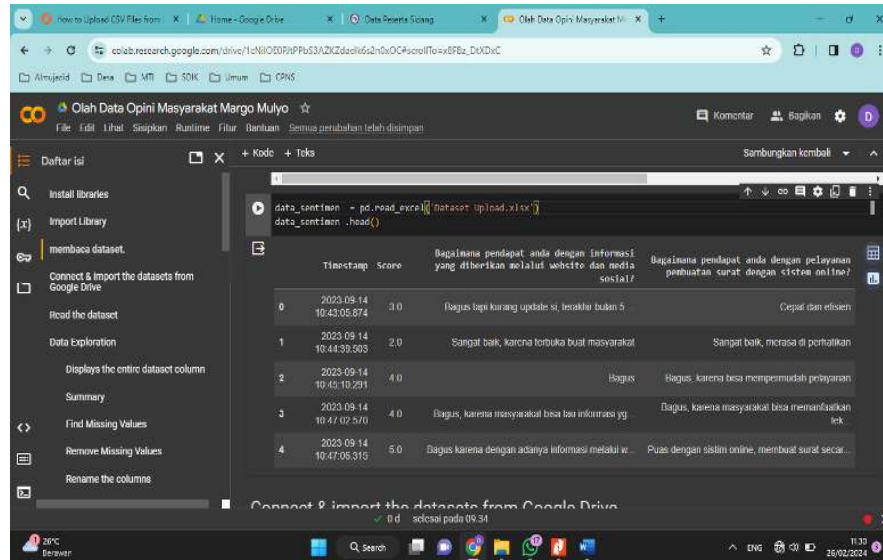 How to Upload CSV Files from
Home - Google Drive
Data Peserta Sidang
Olah Data Opini Masyarakat M
colab.research.google.com/drive/
Almujarid
Desa
MTI
SDIK
Umum
CPNS
Olah Data Opini Masyarakat Margo Mulyo
File Edit Lihat Sisipkan Runtime Fitur Bantuan Semua perubahan telah disimpan
Komentar
Bagikan
D
Daftar isi
+ Kode + Teks
Sambungkan kembali
Install libraries
Import Library
membaca dataset.
Connect & Import the datasets from
Google Drive
Read the dataset
Data Exploration
Displays the entire dataset column
Summary
Find Missing Values
Remove Missing Values
Rename the columns
data_sentimen = pd.read_excel('Dataset Upload.xlsx')
data_sentimen .head()
Timestamp Score
Bagaimana pendapat anda dengan informasi
yang diberikan melalui website dan media
sosial?
Bagaimana pendapat anda dengan pelayanan
pembuatan surat dengan sistem online?
0 2023-09-14
10:43:05.874 3.0 Bagus tapi kurang update si, terakhir bulan 5... Cepat dan efisien
1 2023-09-14
10:44:39.503 2.0 Sangat baik, karena terbuka buat masyarakat Sangat baik, merasa di perhatikan
2 2023-09-14
10:45:10.291 4.0 Bagus Bagus, karena bisa mempermudah pelayanan
3 2023-09-14
10:47:02.570 4.0 Bagus, karena masyarakat bisa tau informasi yg... Bagus, karena masyarakat bisa memanfaatkan
tek...
4 2023-09-14
10:47:06.315 5.0 Bagus karena dengan adanya informasi melalui w... Puas dengan sistim online, membuat surat secar...
Connect & import the datasets from Google Drive
0 d selesai pada 09.34
26°C
Berawan
Search
ENG
11:33
26/02/2024